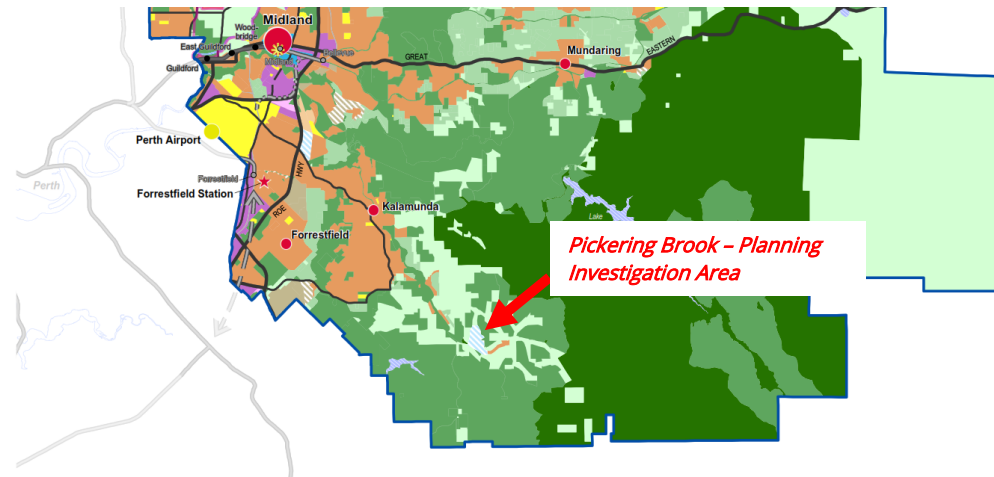 Midland
Wood-
bridge
East Guildford
Bellevue
Midland
Guildford
GREAT
Mundaring
EASTERN
Perth Airport
HWY
Forrestfield
Perth
Forrestfield Station
Kalamunda
ROE
Lake
Forrestfield
Pickering Brook – Planning
Investigation Area